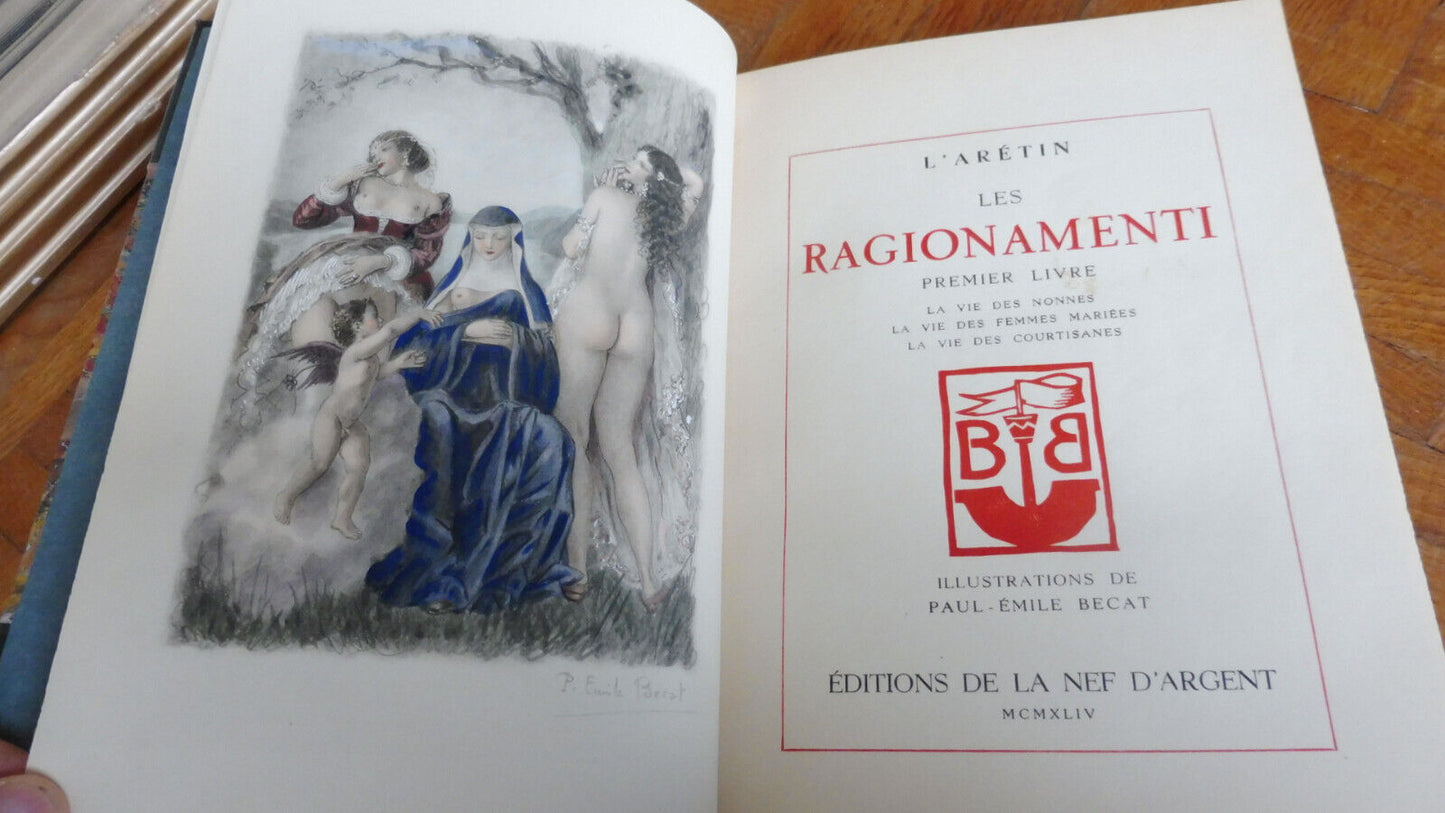 P. Emile Becat
L'ARÉTIN
LES
RAGIONAMENTI
PREMIER LIVRE
LA VIE DES NONNES
LA VIE DES FEMMES MARIÉES
LA VIE DES COURTISANES
B B
ILLUSTRATIONS DE
PAUL-ÉMILE BECAT
ÉDITIONS DE LA NEF D'ARGENT
MCMXLIV